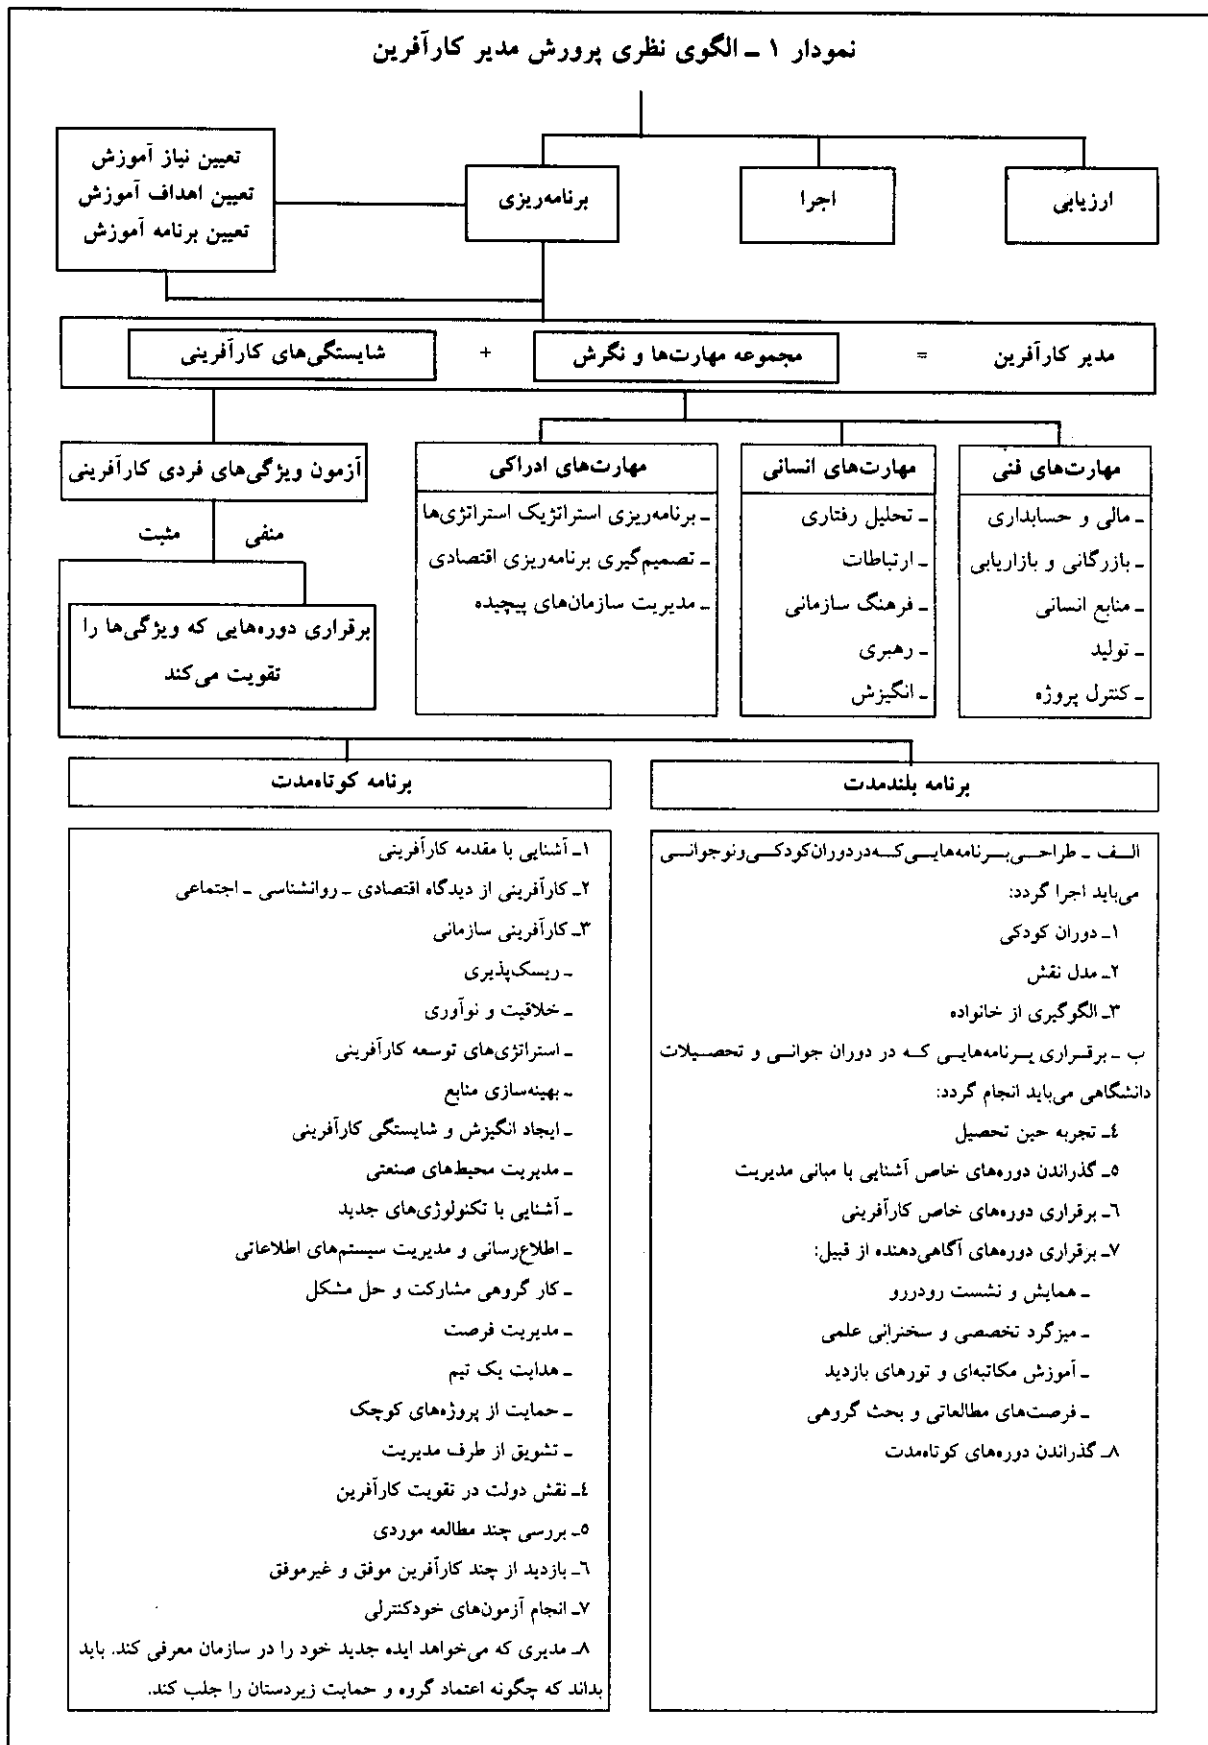 نمودار ۱ ـ الگوی نظری پرورش مدیر کارآفرین
ارزیابی
اجرا
برنامه‌ریزی
تعیین نیاز آموزش
تعیین اهداف آموزش
تعیین برنامه آموزش
مدیر کارآفرین = مجموعه مهارت‌ها و نگرش + شایستگی‌های کارآفرینی
مهارت‌های فنی
ـ مالی و حسابداری
ـ بازرگانی و بازاریابی
ـ منابع انسانی
ـ تولید
ـ کنترل پروژه
مهارت‌های انسانی
ـ تحلیل رفتاری
ـ ارتباطات
ـ فرهنگ سازمانی
ـ رهبری
ـ انگیزش
مهارت‌های ادراکی
ـ برنامه‌ریزی استراتژیک استراتژی‌ها
ـ تصمیم‌گیری برنامه‌ریزی اقتصادی
ـ مدیریت سازمان‌های پیچیده
آزمون ویژگی‌های فردی کارآفرینی
منفی
مثبت
برقراری دوره‌هایی که ویژگی‌ها را
تقویت می‌کند
برنامه بلندمدت
الف ـ طراحی برنامه‌هایی که در دوران کودکی و نوجوانی
می‌باید اجرا گردد:
۱ـ دوران کودکی
۲ـ مدل نقش
۳ـ الگوگیری از خانواده
ب ـ برقراری برنامه‌هایی که در دوران جوانی و تحصیلات
دانشگاهی می‌باید انجام گردد:
٤ـ تجربه حین تحصیل
٥ـ گذراندن دوره‌های خاص آشنایی با مبانی مدیریت
٦ـ برقراری دوره‌های خاص کارآفرینی
۷ـ برقراری دوره‌های آگاهی‌دهنده از قبیل:
ـ همایش و نشست رودررو
ـ میزگرد تخصصی و سخنرانی علمی
ـ آموزش مکاتبه‌ای و تورهای بازدید
ـ فرصت‌های مطالعاتی و بحث گروهی
۸ـ گذراندن دوره‌های کوتاه‌مدت
برنامه کوتاه‌مدت
۱ـ آشنایی با مقدمه کارآفرینی
۲ـ کارآفرینی از دیدگاه اقتصادی ـ روانشناسی ـ اجتماعی
۳ـ کارآفرینی سازمانی
ـ ریسک‌پذیری
ـ خلاقیت و نوآوری
ـ استراتژی‌های توسعه کارآفرینی
ـ بهینه‌سازی منابع
ـ ایجاد انگیزش و شایستگی کارآفرینی
ـ مدیریت محیط‌های صنعتی
ـ آشنایی با تکنولوژی‌های جدید
ـ اطلاع‌رسانی و مدیریت سیستم‌های اطلاعاتی
ـ کار گروهی مشارکت و حل مشکل
ـ مدیریت فرصت
ـ هدایت یک تیم
ـ حمایت از پروژه‌های کوچک
ـ تشویق از طرف مدیریت
٤ـ نقش دولت در تقویت کارآفرین
٥ـ بررسی چند مطالعه موردی
٦ـ بازدید از چند کارآفرین موفق و غیرموفق
۷ـ انجام آزمون‌های خودکنترلی
۸ـ مدیری که می‌خواهد ایده جدید خود را در سازمان معرفی کند. باید
بداند که چگونه اعتماد گروه و حمایت زیردستان را جلب کند.